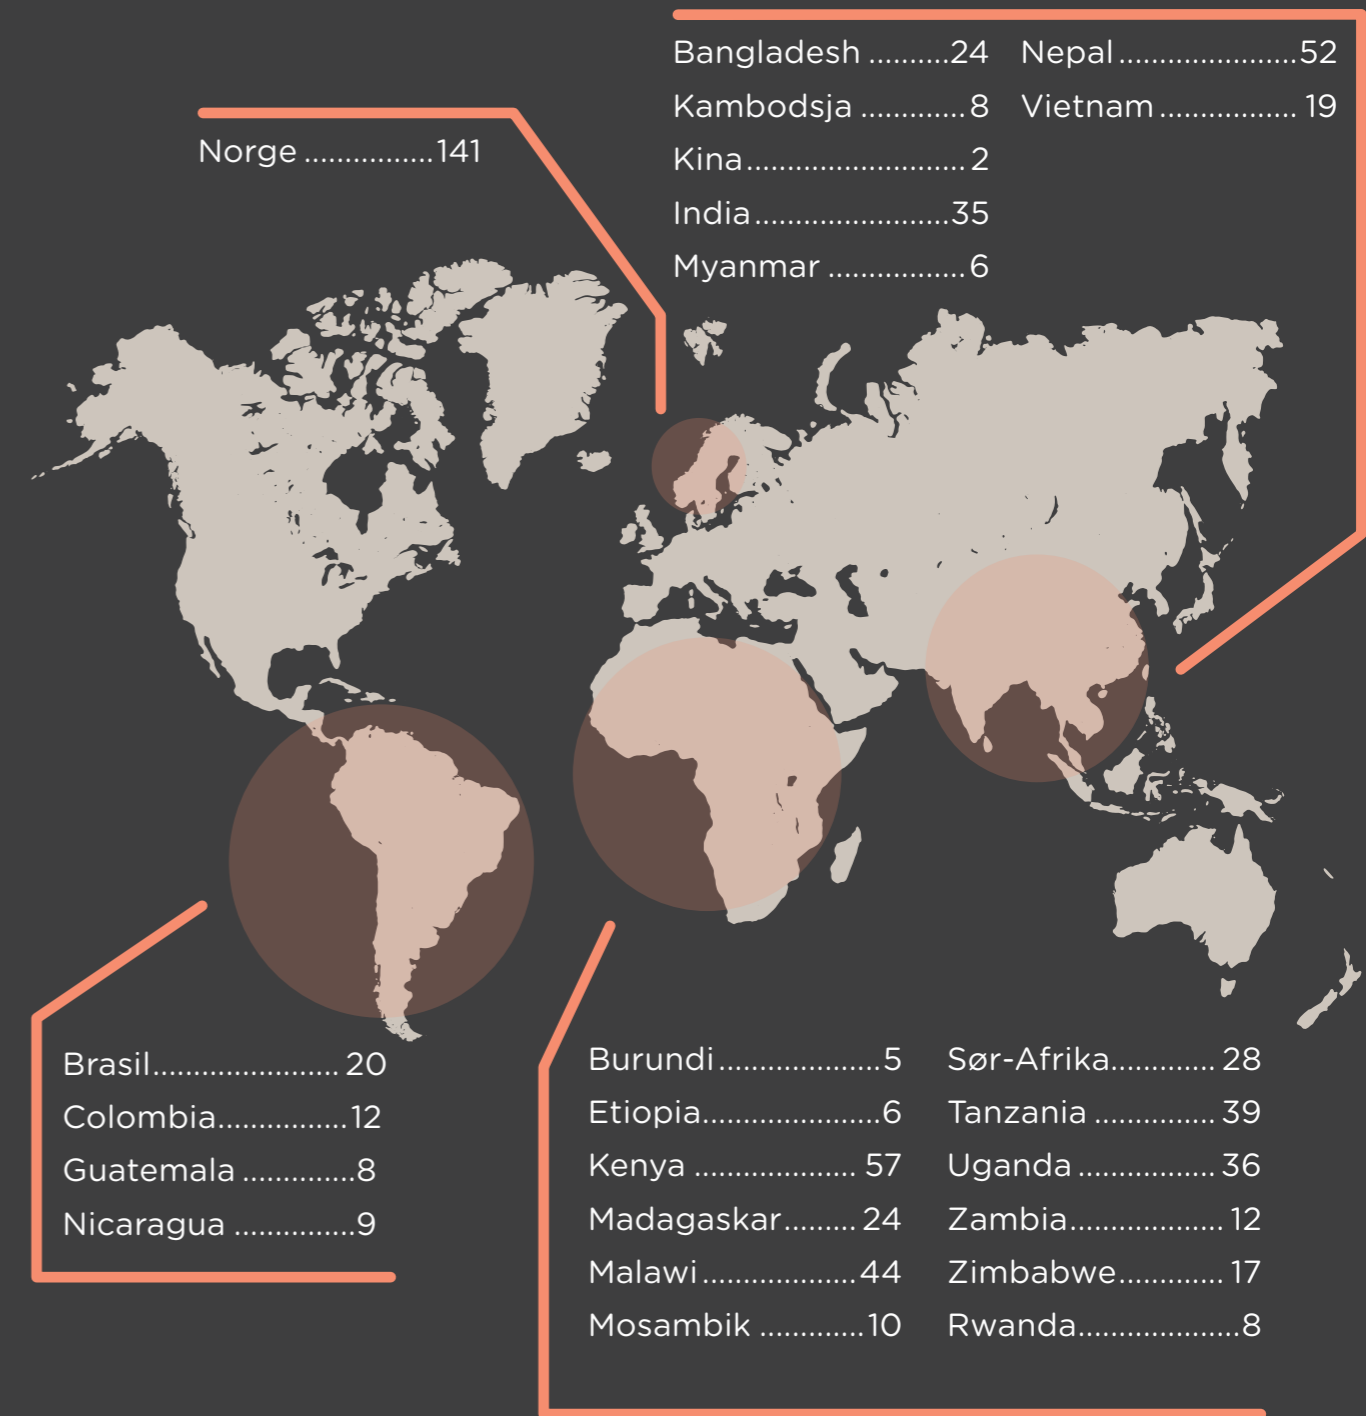 Bangladesh ..........24
Kambodsja .............8
Kina.......................... 2
India.......................35
Myanmar .................6
Nepal.....................52
Vietnam ................. 19
Norge ................141
Brasil...................... 20
Colombia................12
Guatemala ..............8
Nicaragua ...............9
Burundi....................5
Etiopia......................6
Kenya .................... 57
Madagaskar......... 24
Malawi...................44
Mosambik .............10
Sør-Afrika............. 28
Tanzania ............... 39
Uganda ................. 36
Zambia................... 12
Zimbabwe............. 17
Rwanda....................8